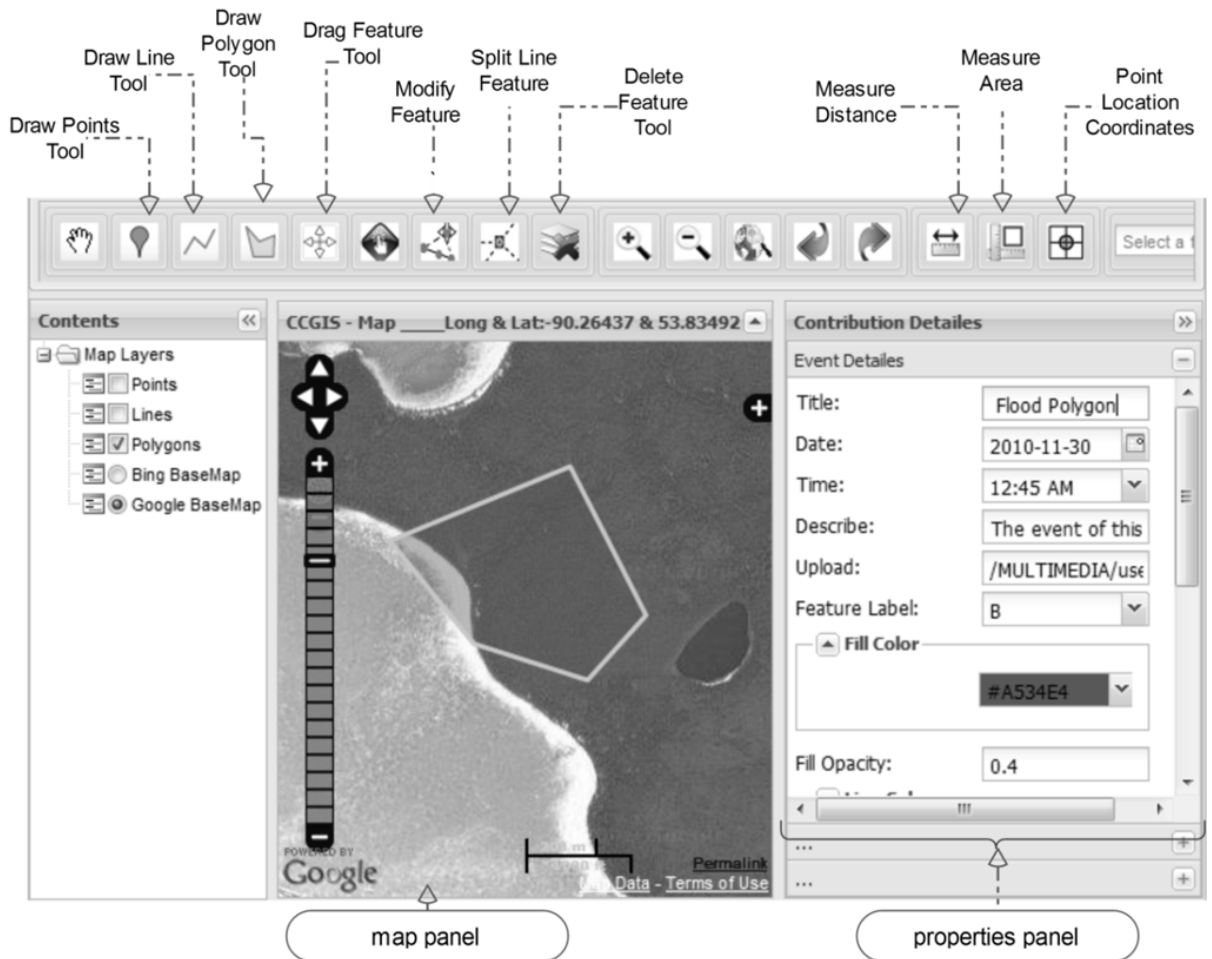 Draw Points
Tool
Draw Line
Tool
Draw
Polygon
Tool
Drag Feature
Tool
Modify
Feature
Split Line
Feature
Delete
Feature
Tool
Measure
Distance
Measure
Area
Point
Location
Coordinates
Select a f
Contents
Map Layers
Points
Lines
Polygons
Bing BaseMap
Google BaseMap
CCGIS - Map ____Long & Lat:-90.26437 & 53.83492
POWERED BY
Google
Permalink
Map Data - Terms of Use
Contribution Detailes
Event Detailes
Title: Flood Polygon
Date: 2010-11-30
Time: 12:45 AM
Describe: The event of this
Upload: /MULTIMEDIA/use
Feature Label: B
Fill Color
#A534E4
Fill Opacity: 0.4
...
...
map panel
properties panel